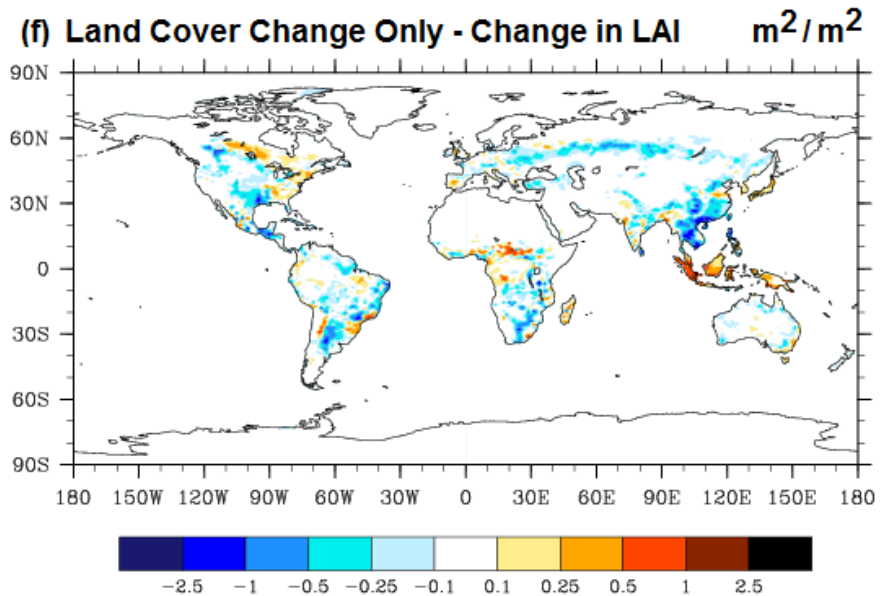 (f) Land Cover Change Only - Change in LAI m²/m²
90N
60N
30N
0
30S
60S
90S
180 150W 120W 90W 60W 30W 0 30E 60E 90E 120E 150E 180
-2.5 -1 -0.5 -0.25 -0.1 0.1 0.25 0.5 1 2.5